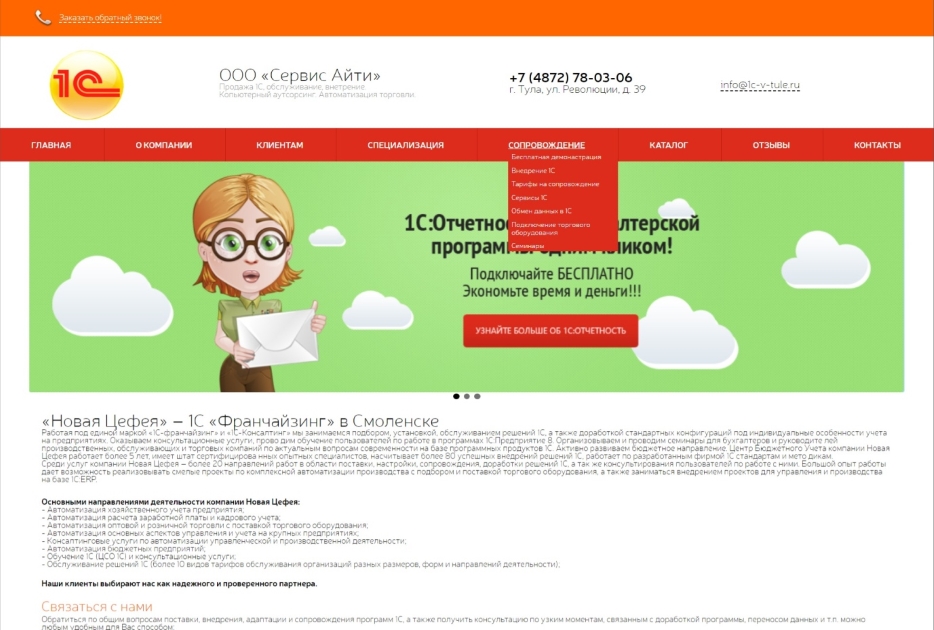 Заказать обратный звонок!
1С
ООО «Сервис Айти»
Продажа 1С, обслуживание, внетрение.
Копьютерный аутсорсинг. Автоматизация торговли.
+7 (4872) 78-03-06
г. Тула, ул. Революции, д. 39
info@1c-v-tule.ru
ГЛАВНАЯ
О КОМПАНИИ
КЛИЕНТАМ
СПЕЦИАЛИЗАЦИЯ
СОПРОВОЖДЕНИЕ
КАТАЛОГ
ОТЗЫВЫ
КОНТАКТЫ
Бесплатная демонастрация
Внедрение 1С
Тарифы на сопровождение
Сервисы 1С
Обмен данных в 1С
Подключение торгового
оборудования
Семинары
1С:Отчетно алтерской
програм ликом!
Подключайте БЕСПЛАТНО
Экономьте время и деньги!!!
УЗНАЙТЕ БОЛЬШЕ ОБ 1С:ОТЧЕТНОСТЬ
«Новая Цефея» – 1С «Франчайзинг» в Смоленске
Работая под единой маркой «1С-франчайзинг» и «1С-Консалтинг» мы занимаемся подбором, установкой, обслуживанием решений 1С, а также доработкой стандартных конфигураций под индивидуальные особенности учета
на предприятиях. Оказываем консультационные услуги, прово дим обучение пользователей по работе в программах 1С:Предприятие 8. Организовываем и проводим семинары для бухгалтеров и руководите лей
производственных, обслуживающих и торговых компаний по актуальным вопросам современности на базе программных продуктов 1С. Активно развиваем бюджетное направление. Центр Бюджетного Учета компании Новая
Цефея работает более 5 лет, имеет штат сертифицирова нных опытных специалистов, насчитывает более 80 успешных внедрений решений 1С, работает по разработанным фирмой 1С стандартам и мето дикам.
Среди услуг компании Новая Цефея – более 20 направлений работ в области поставки, настройки, сопровождения, доработки решений 1С, а так же консультирования пользователей по работе с ними. Большой опыт работы
дает возможность реализовывать смелые проекты по комплексной автоматизации предприятий с подбором и поставкой торгового оборудования, а также заниматься внедрением проектов для управления и производства
на базе 1С:ERP.
Основными направлениями деятельности компании Новая Цефея:
- Автоматизация хозяйственного учета предприятия;
- Автоматизация расчета заработной платы и кадрового учета;
- Автоматизация оптовой и розничной торговли с поставкой торгового оборудования;
- Автоматизация основных аспектов управления и учета на крупных предприятиях;
- Консалтинговые услуги по автоматизации управленческой и производственной деятельности;
- Автоматизация бюджетных предприятий;
- Обучение 1С (ЦСО 1С) и консультационные услуги;
- Обслуживание решений 1С (более 10 видов тарифов обслуживания организаций разных размеров, форм и направлений деятельности),
Наши клиенты выбирают нас как надежного и проверенного партнера.
Связаться с нами
Обратиться по общим вопросам поставки, внедрения, адаптации и сопровождения программ 1С, а также получить консультацию по узким моментам, связанным с доработкой программы, переносом данных и т.п. можно
любым удобным для Вас способом: